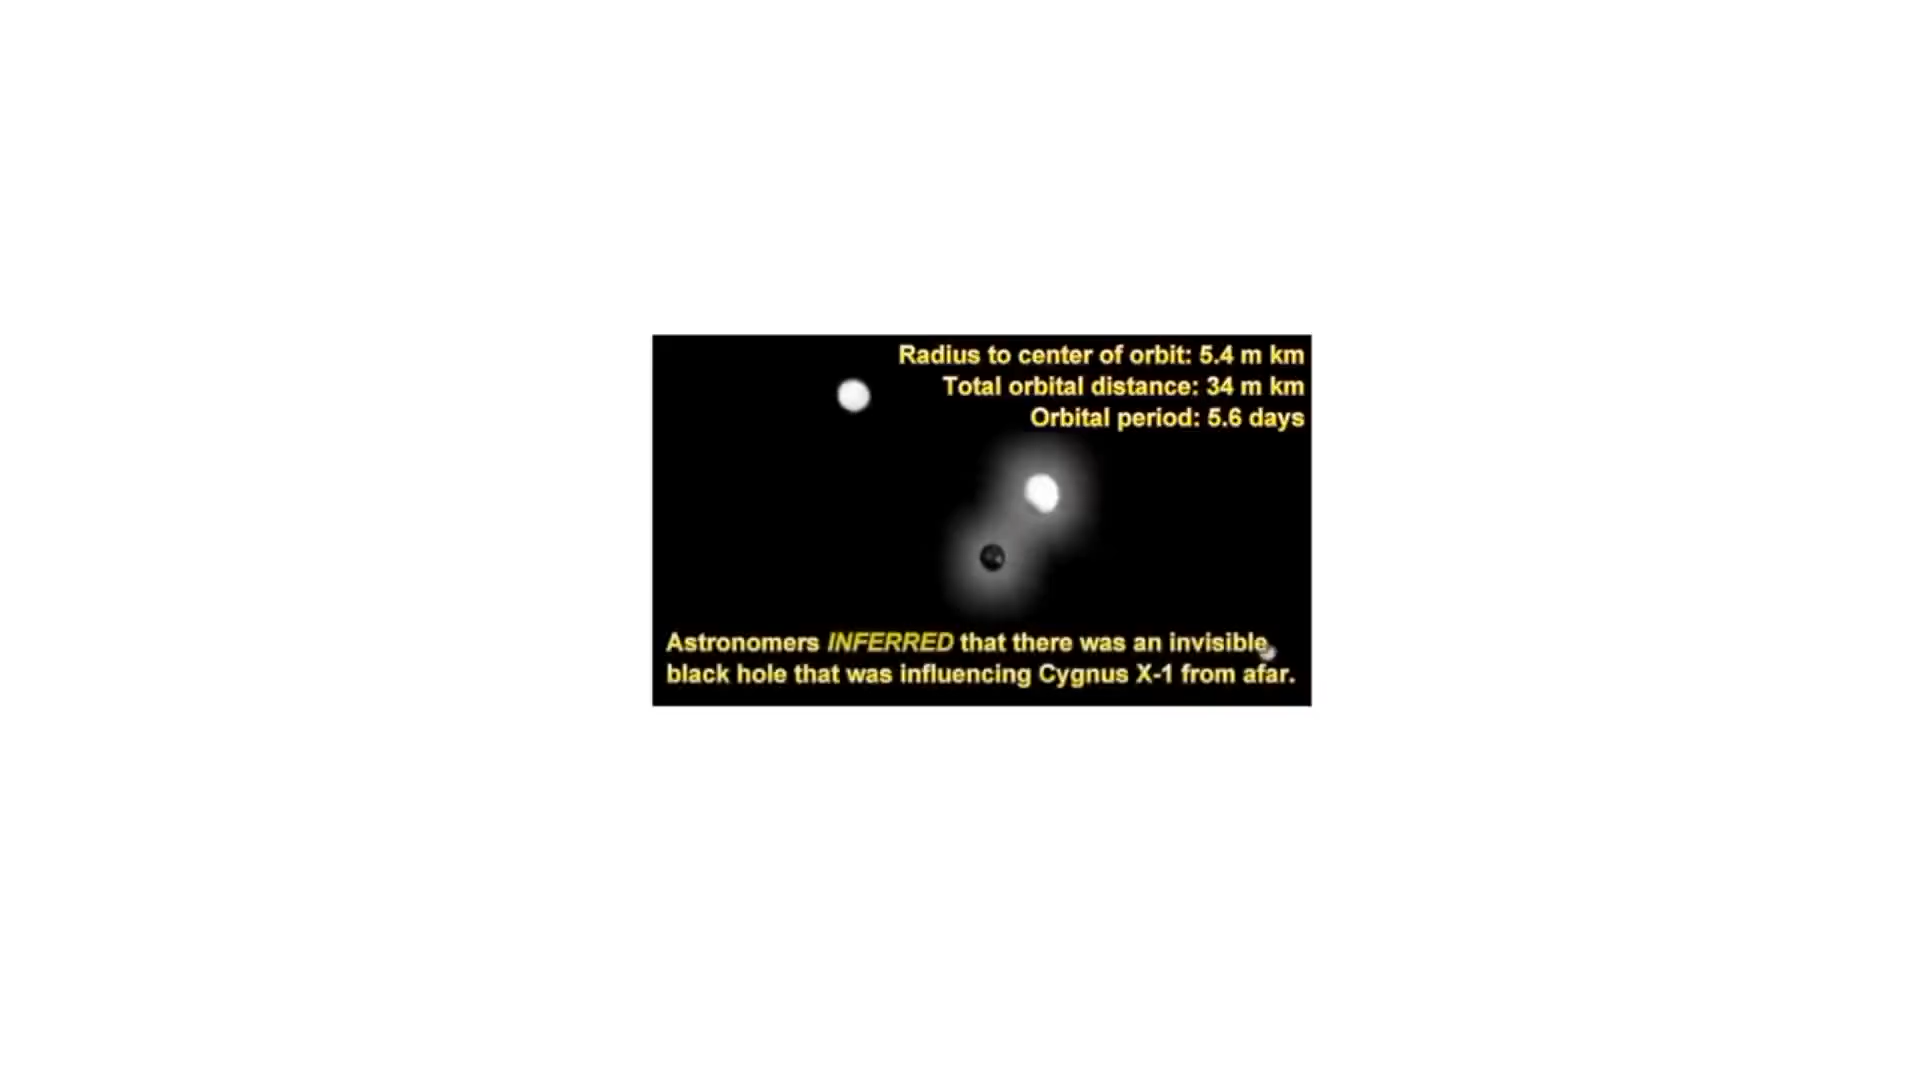 Radius to center of orbit: 5.4 m km
Total orbital distance: 34 m km
Orbital period: 5.6 days
Astronomers INFERRED that there was an invisible
black hole that was influencing Cygnus X-1 from afar.